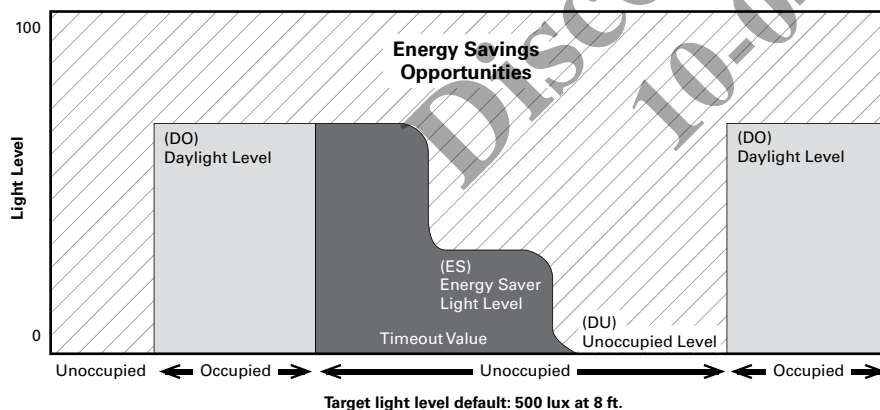 100
Energy Savings
Opportunities
(DO)
Daylight Level
(DO)
Daylight Level
Light Level
(ES)
Energy Saver
Light Level
(DU)
Unoccupied Level
Timeout Value
0
Unoccupied
Occupied
Unoccupied
Occupied
Target light level default: 500 lux at 8 ft.